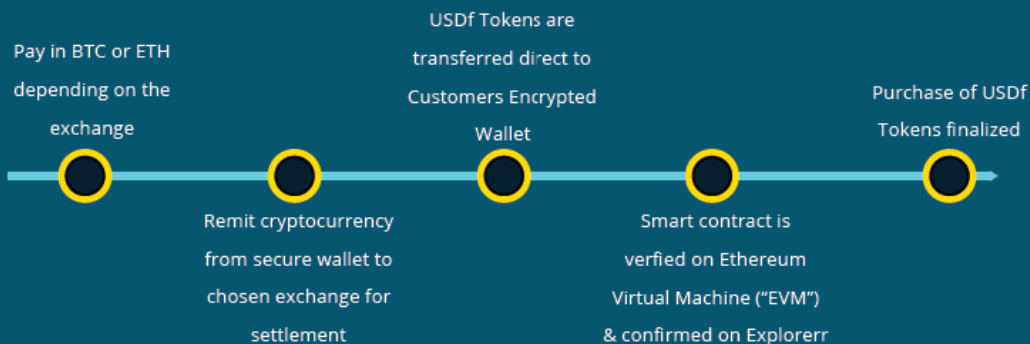 Pay in BTC or ETH
depending on the
exchange
Remit cryptocurrency
from secure wallet to
chosen exchange for
settlement
USDf Tokens are
transferred direct to
Customers Encrypted
Wallet
Smart contract is
verfied on Ethereum
Virtual Machine (“EVM”)
& confirmed on Explorerr
Purchase of USDf
Tokens finalized